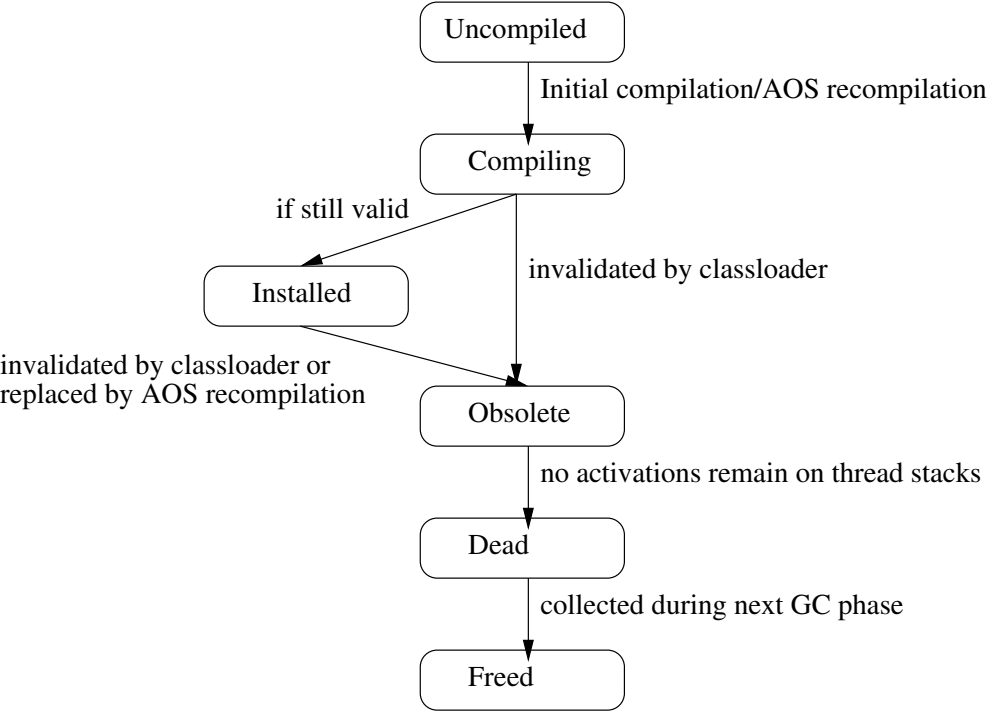 Uncompiled
Initial compilation/AOS recompilation
Compiling
if still valid
invalidated by classloader
Installed
invalidated by classloader or
replaced by AOS recompilation
Obsolete
no activations remain on thread stacks
Dead
collected during next GC phase
Freed